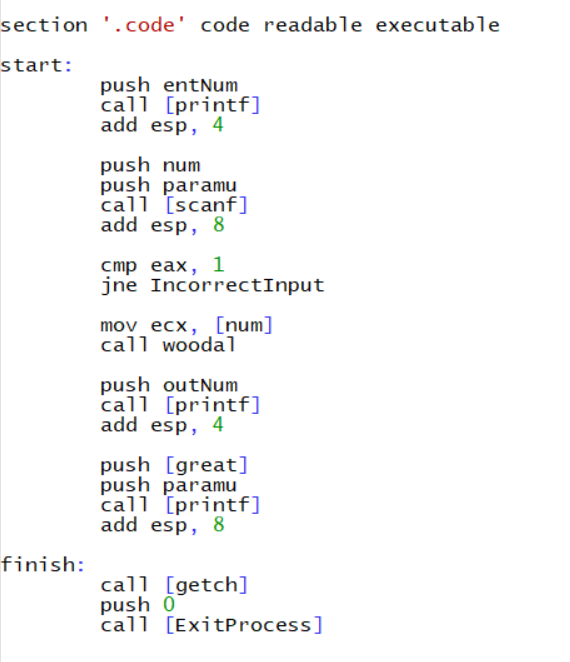 section '.code' code readable executable
start:
push entNum
call [printf]
add esp, 4
push num
push paramu
call [scanf]
add esp, 8
cmp eax, 1
jne IncorrectInput
mov ecx, [num]
call woodal
push outNum
call [printf]
add esp, 4
push [great]
push paramu
call [printf]
add esp, 8
finish:
call [getch]
push 0
call [ExitProcess]